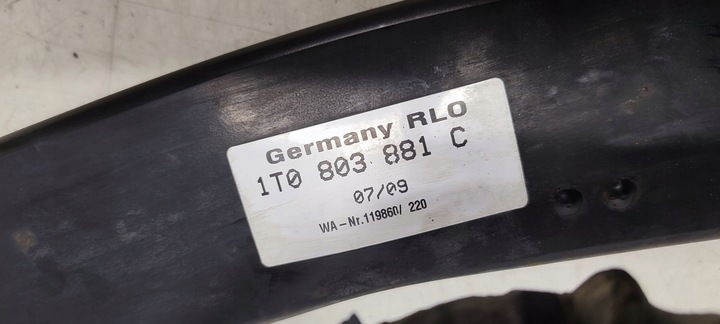 Germany RLO
1T0 803 881 C
07/09
WA-Nr.119860/ 220